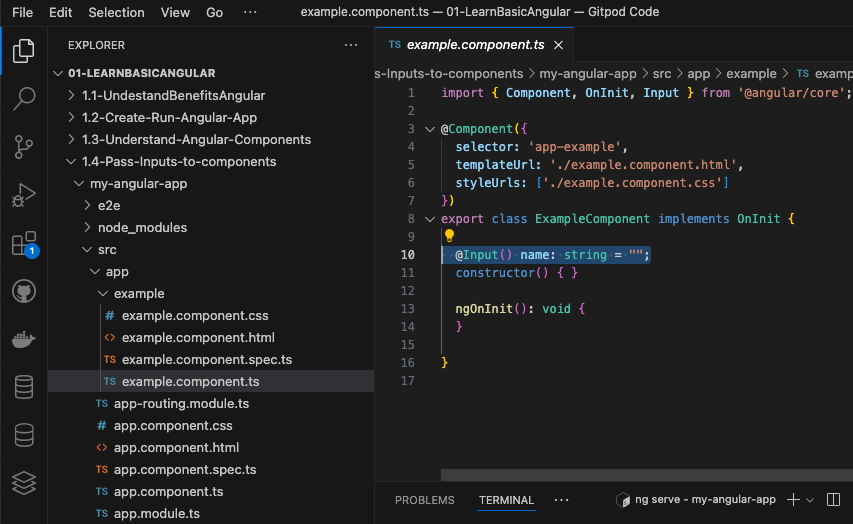 File Edit Selection View Go ··· example.component.ts — 01-LearnBasicAngular — Gitpod Code
EXPLORER ···
01-LEARNBASICANGULAR
1.1-UndestandBenefitsAngular
1.2-Create-Run-Angular-App
1.3-Understand-Angular-Components
1.4-Pass-Inputs-to-components
my-angular-app
e2e
node_modules
src
app
example
# example.component.css
<> example.component.html
TS example.component.spec.ts
TS example.component.ts
TS app-routing.module.ts
# app.component.css
<> app.component.html
TS app.component.spec.ts
TS app.component.ts
TS app.module.ts
1
TS example.component.ts ×
s-Inputs-to-components > my-angular-app > src > app > example > TS examp
1 import { Component, OnInit, Input } from '@angular/core';
2
3 @Component({
4 selector: 'app-example',
5 templateUrl: './example.component.html',
6 styleUrls: ['./example.component.css']
7 })
8 export class ExampleComponent implements OnInit {
9
10 @Input() name: string = "";
11 constructor() { }
12
13 ngOnInit(): void {
14 }
15
16 }
17
PROBLEMS TERMINAL ··· ng serve - my-angular-app